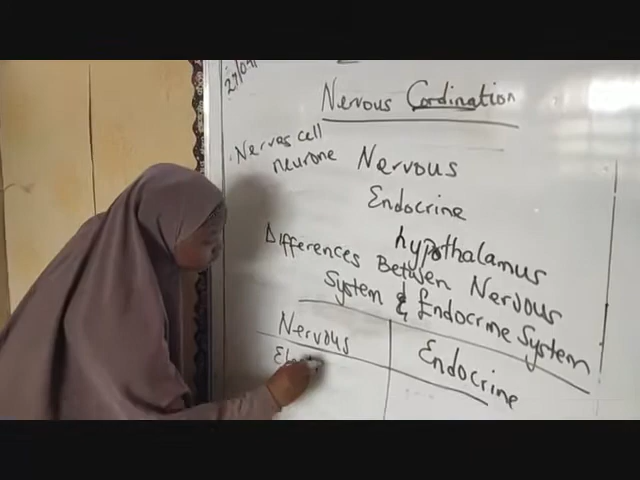 Nervous Cordination
Nerves cell
neurone
Nervous
Endocrine
hypothalamus
Differences Between Nervous
System & Endocrine System
Nervous
Endocrine